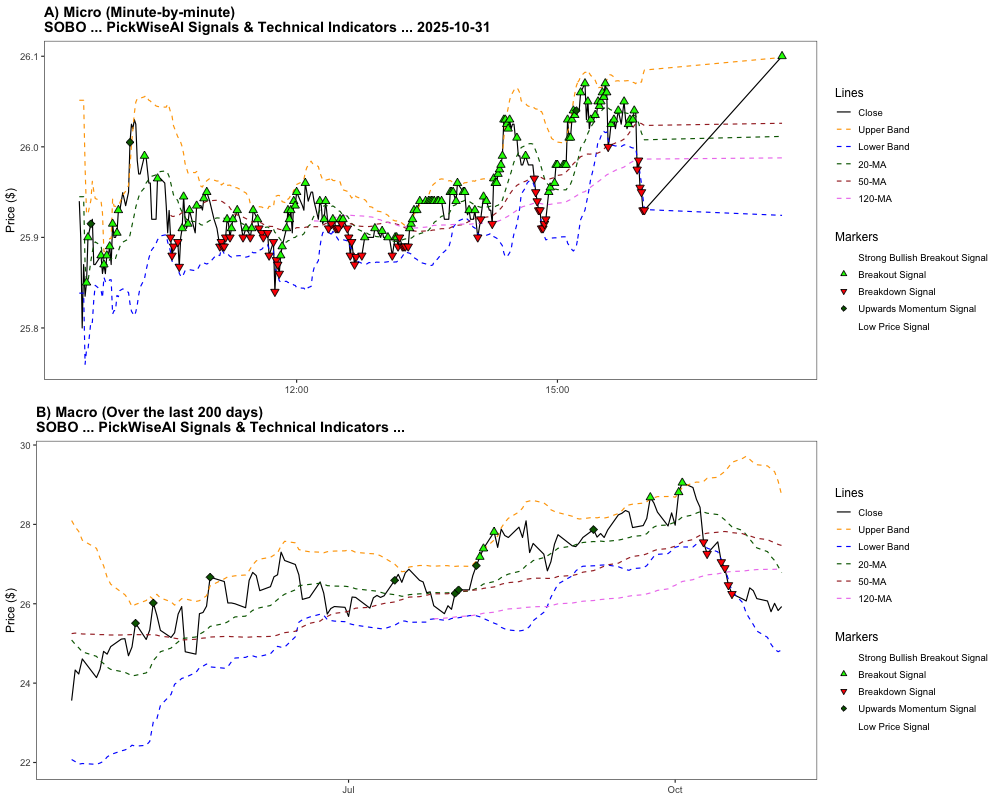 A) Micro (Minute-by-minute)
SOBO ... PickWiseAI Signals & Technical Indicators ... 2025-10-31
26.1
26.0
25.9
25.8
Price ($)
12:00
15:00
Lines
Close
Upper Band
Lower Band
20-MA
50-MA
120-MA
Markers
Strong Bullish Breakout Signal
Breakout Signal
Breakdown Signal
Upwards Momentum Signal
Low Price Signal
B) Macro (Over the last 200 days)
SOBO ... PickWiseAI Signals & Technical Indicators ...
30
28
26
24
22
Price ($)
Jul
Oct
Lines
Close
Upper Band
Lower Band
20-MA
50-MA
120-MA
Markers
Strong Bullish Breakout Signal
Breakout Signal
Breakdown Signal
Upwards Momentum Signal
Low Price Signal